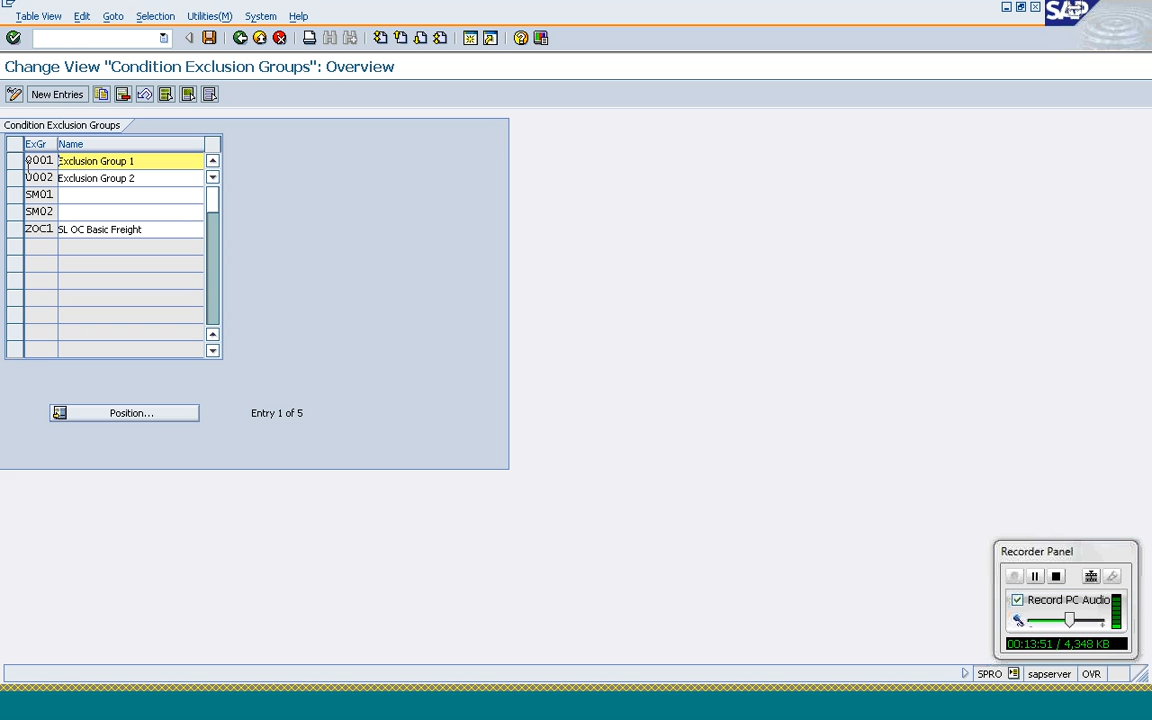 Table View Edit Goto Selection Utilities(M) System Help
SAP
Change View "Condition Exclusion Groups": Overview
New Entries
Condition Exclusion Groups
ExGr Name
0001 Exclusion Group 1
0002 Exclusion Group 2
SM01
SM02
ZOC1 SL OC Basic Freight
Position... Entry 1 of 5
Recorder Panel
Record PC Audio
00:13:51 / 4,348 KB
SPRO sapserver OVR